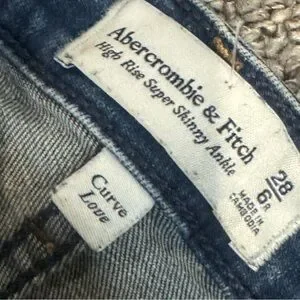 Abercrombie & Fitch
High Rise Super Skinny Ankle
28
6R
MADE IN
CAMBODIA
Curve
Love